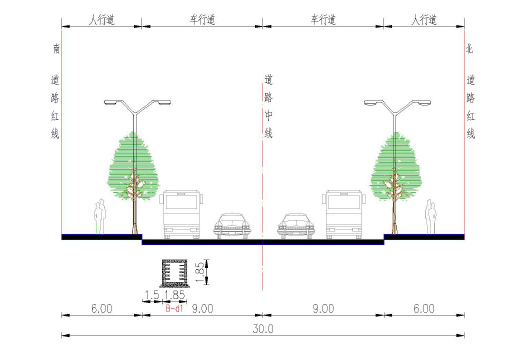 人行道 车行道 车行道 人行道
南 道路红线
道路中线
北 道路红线
1.85
1.5 1.85
B-d1
6.00 9.00 9.00 6.00
30.0